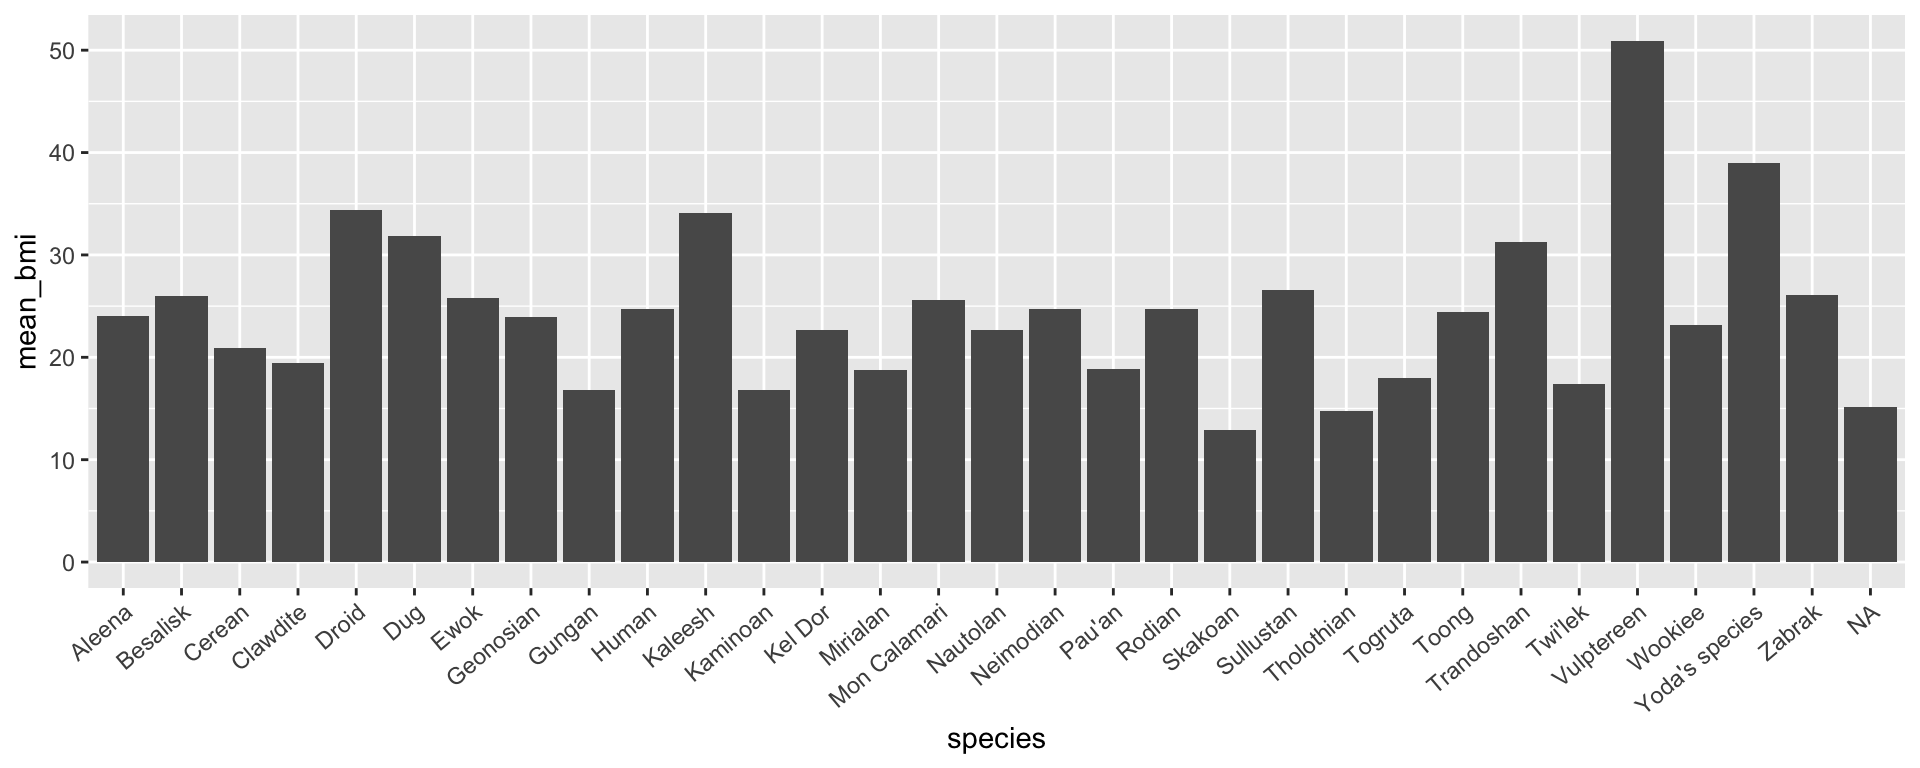 50
40
30
20
10
0
mean_bmi
Aleena
Besalisk
Cerean
Clawdite
Droid
Dug
Ewok
Geonosian
Gungan
Human
Kaleesh
Kaminoan
Kel Dor
Mirialan
Mon Calamari
Nautolan
Neimodian
Pau'an
Rodian
Skakoan
Sullustan
Tholothian
Togruta
Toong
Trandoshan
Twi'lek
Vulptereen
Wookiee
Yoda's species
Zabrak
NA
species